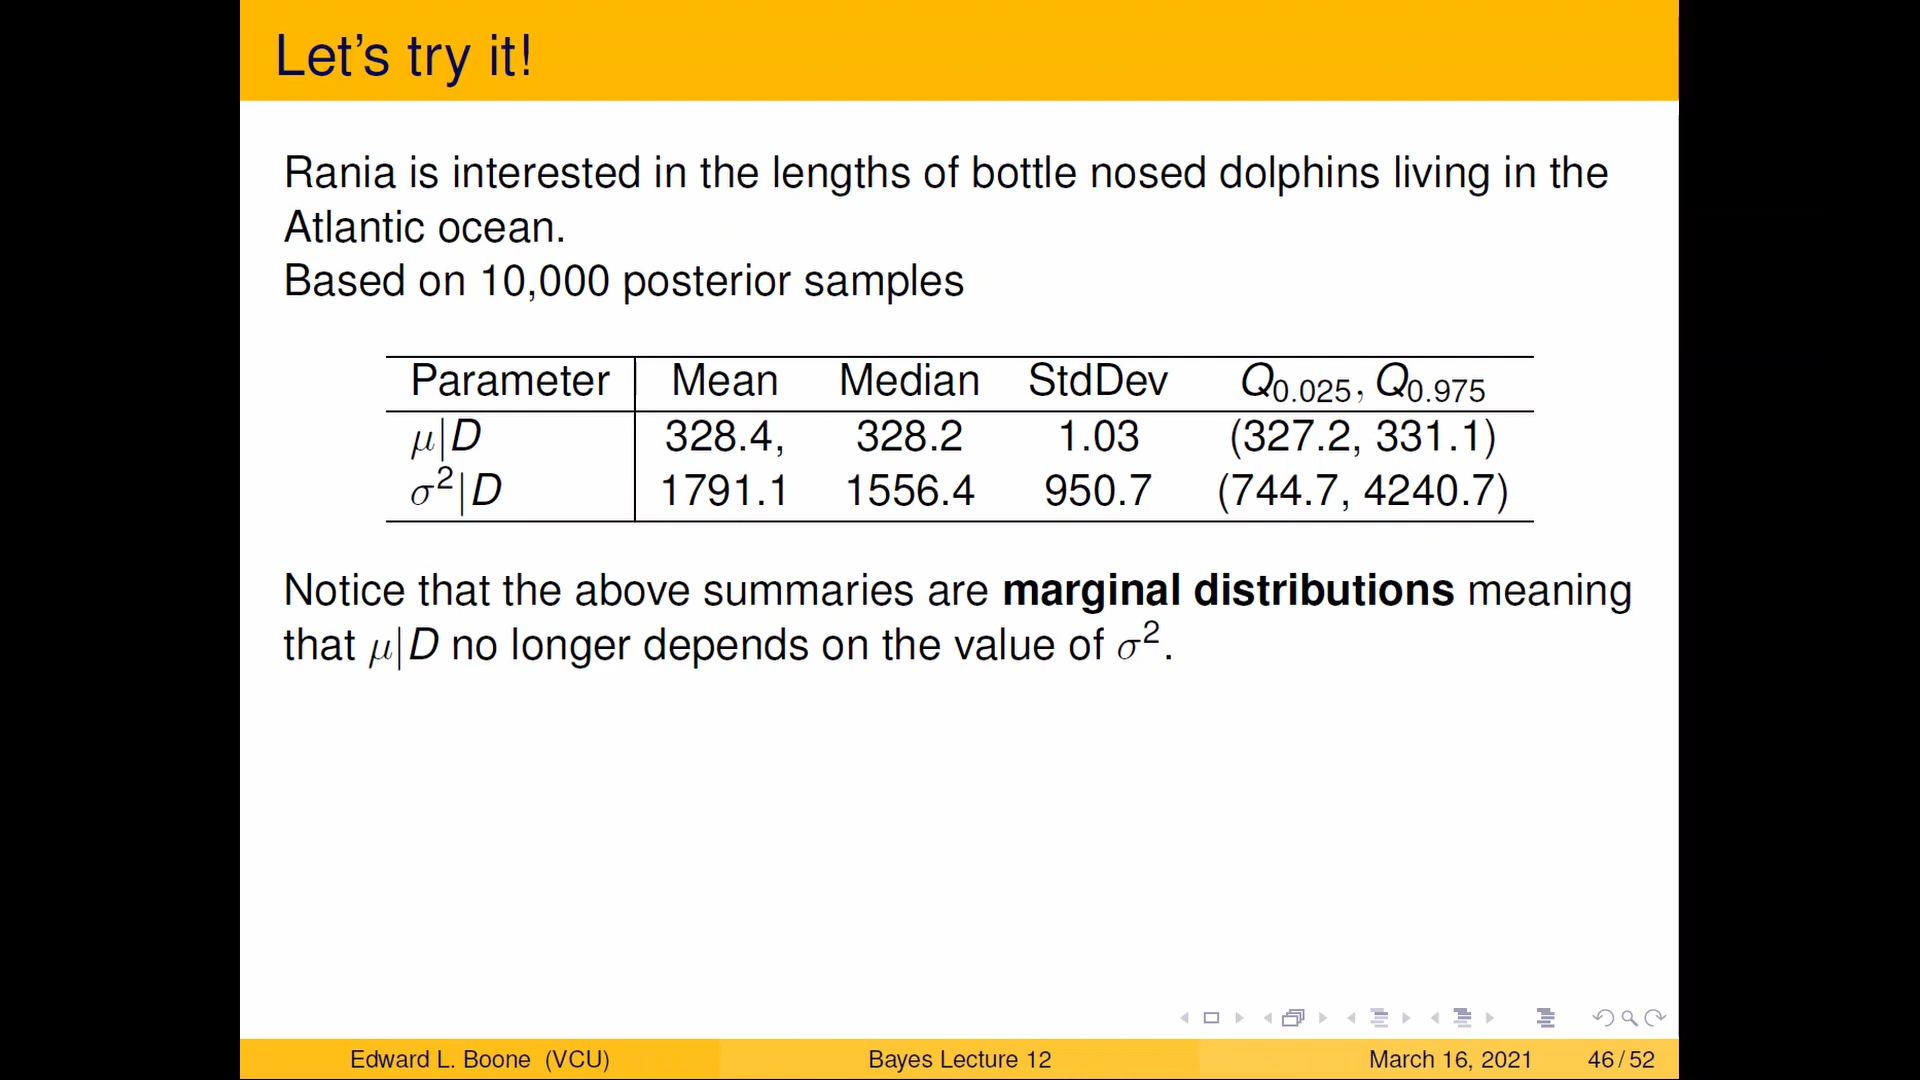 Let's try it!
Rania is interested in the lengths of bottle nosed dolphins living in the
Atlantic ocean.
Based on 10,000 posterior samples
Parameter Mean Median StdDev Q0.025, Q0.975
μ|D 328.4, 328.2 1.03 (327.2, 331.1)
σ²|D 1791.1 1556.4 950.7 (744.7, 4240.7)
Notice that the above summaries are marginal distributions meaning
that μ|D no longer depends on the value of σ².
Edward L. Boone (VCU) Bayes Lecture 12 March 16, 2021 46/52